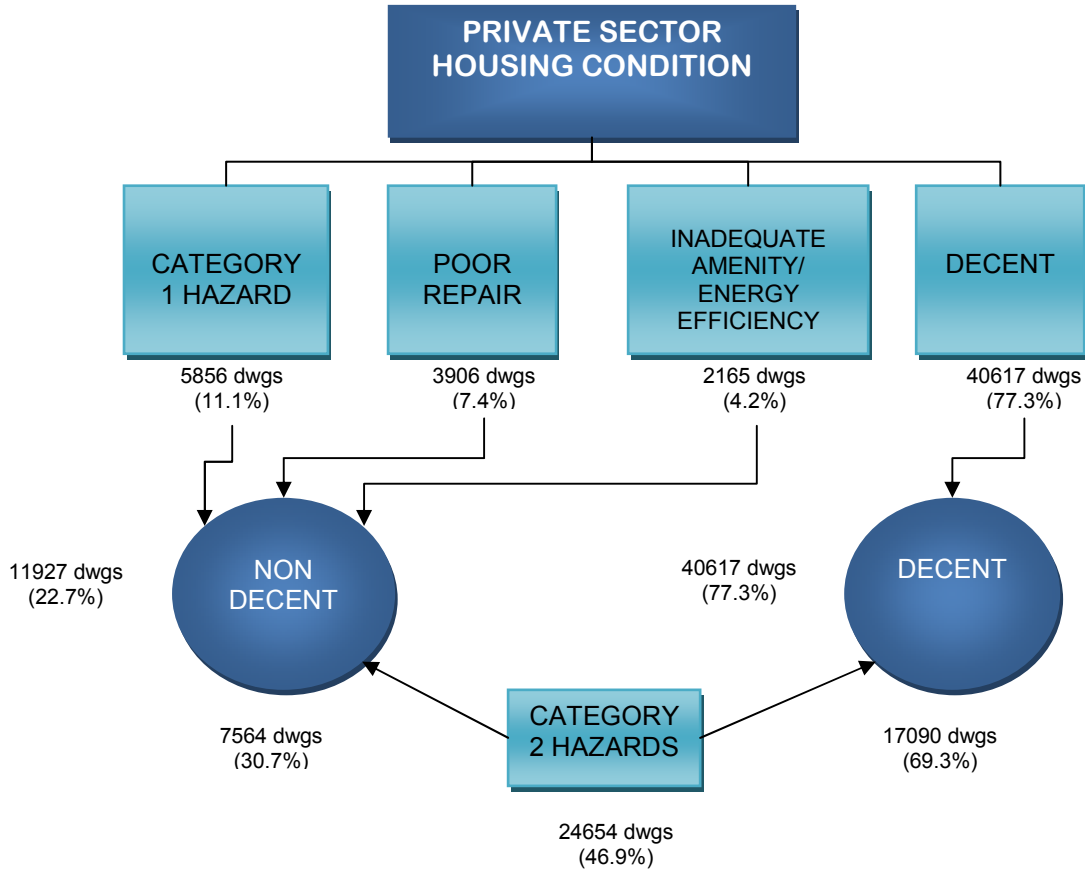 PRIVATE SECTOR
HOUSING CONDITION
CATEGORY
1 HAZARD
POOR
REPAIR
INADEQUATE
AMENITY/
ENERGY
EFFICIENCY
DECENT
5856 dwgs
(11.1%)
3906 dwgs
(7.4%)
2165 dwgs
(4.2%)
40617 dwgs
(77.3%)
11927 dwgs
(22.7%)
NON
DECENT
40617 dwgs
(77.3%)
DECENT
7564 dwgs
(30.7%)
CATEGORY
2 HAZARDS
17090 dwgs
(69.3%)
24654 dwgs
(46.9%)